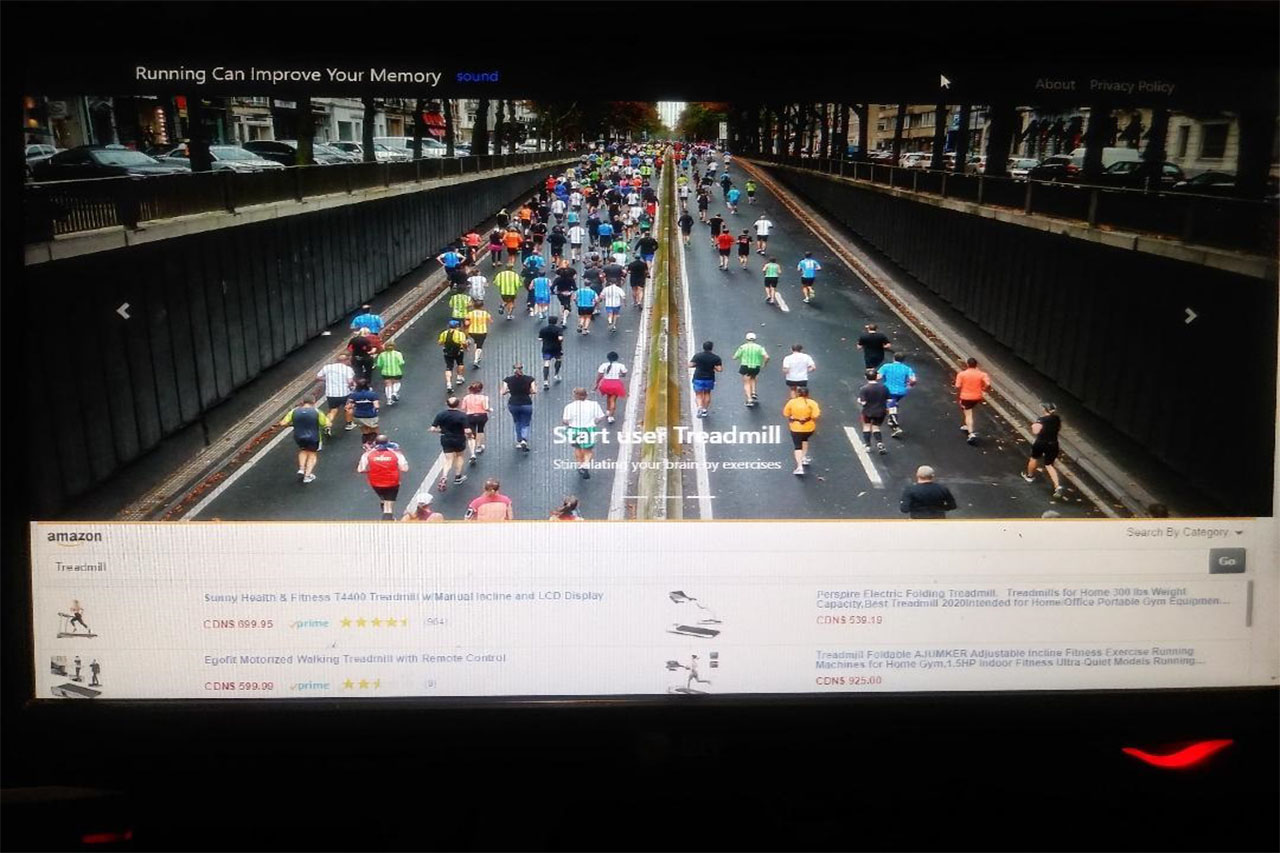 Running Can Improve Your Memory sound
About Privacy Policy
Start useF Treadmill
Stimulating your brain by exercises
amazon
Search By Category
Treadmill
Go
Sunny Health & Fitness T4400 Treadmill w/Manual Incline and LCD Display
CDN$ 699.95 prime (964)
Egofit Motorized Walking Treadmill with Remote Control
CDN$ 599.99 prime
Perspire Electric Folding Treadmill, Treadmills for Home 300 lbs Weight
Capacity,Best Treadmill 2020Intended for Home/Office Portable Gym Equipmen...
CDN$ 539.19
Treadmill Foldable AJUMKER Adjustable Incline Fitness Exercise Running
Machines for Home Gym,1.5HP Indoor Fitness Ultra-Quiet Models Running...
CDN$ 925.00